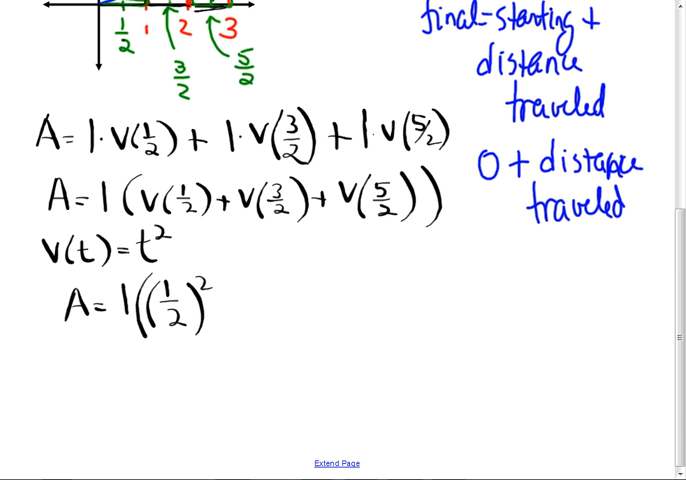 1/2 1 2 3
3/2 5/2
final = starting +
distance
traveled
A = 1·V(1/2) + 1·V(3/2) + 1·V(5/2)
0 + distance
traveled
A = 1(V(1/2) + V(3/2) + V(5/2))
V(t) = t²
A = 1((1/2)²
Extend Page